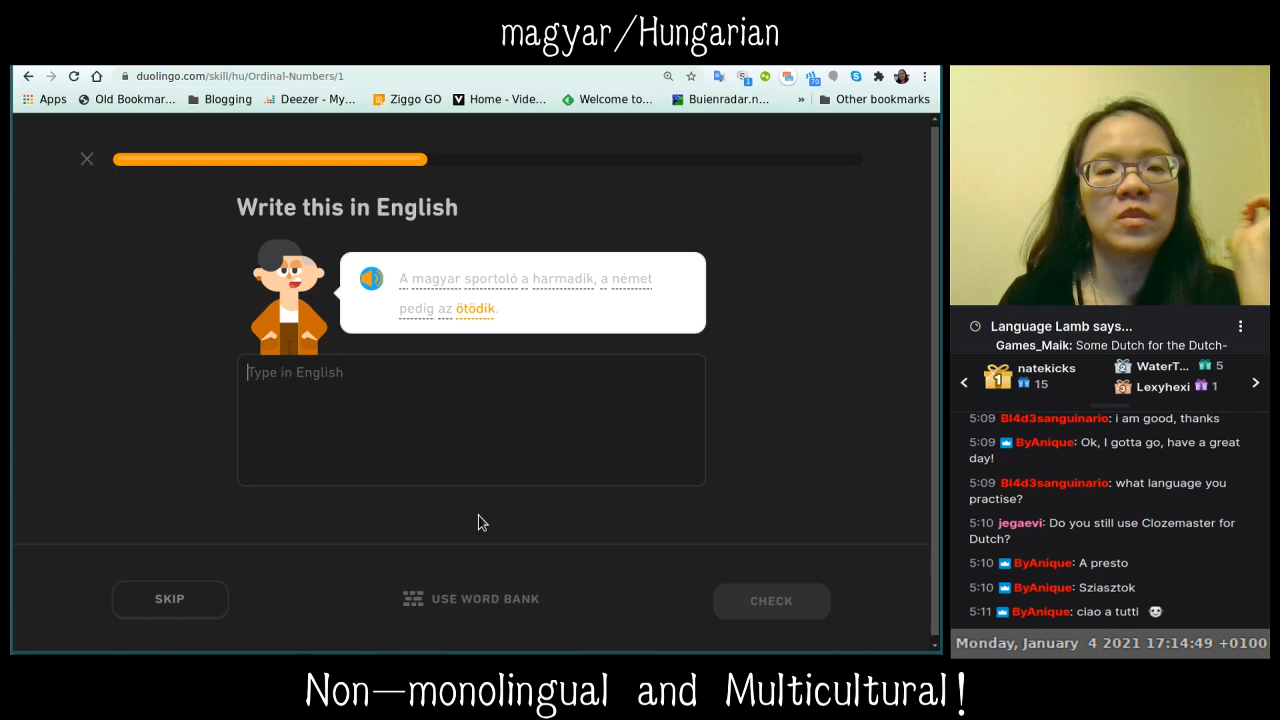 magyar/Hungarian
duolingo.com/skill/hu/Ordinal-Numbers/1
Apps Old Bookmar... Blogging Deezer - My... Ziggo GO Home - Vide... Welcome to... Buienradar.n... » Other bookmarks
Write this in English
A magyar sportoló a harmadik, a német
pedig az ötödik.
Type in English
SKIP
USE WORD BANK
CHECK
Language Lamb says...
Games_Maik: Some Dutch for the Dutch-
1 natekicks 15
2 WaterT... 5
3 Lexyhexi 1
5:09 Bl4d3sanguinario: i am good, thanks
5:09 ByAnique: Ok, I gotta go, have a great
day!
5:09 Bl4d3sanguinario: what language you
practise?
5:10 jegaevi: Do you still use Clozemaster for
Dutch?
5:10 ByAnique: A presto
5:10 ByAnique: Sziasztok
5:11 ByAnique: ciao a tutti
Monday, January 4 2021 17:14:49 +0100
Non-monolingual and Multicultural!